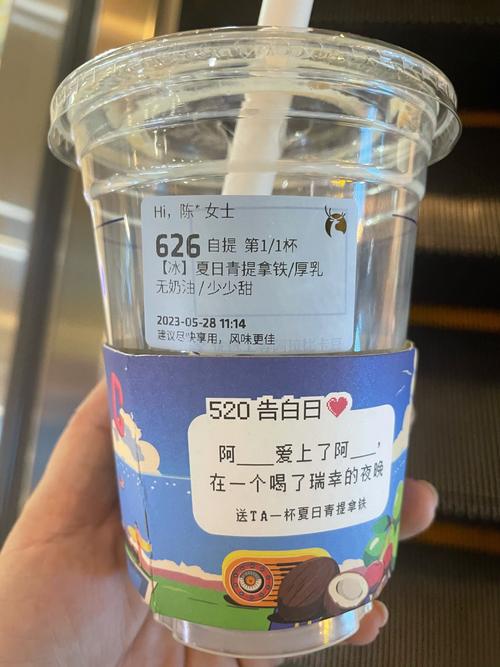 Hi，陈*女士
626 自提 第1/1杯
【冰】夏日青提拿铁/厚乳
无奶油/少少甜
2023-05-28 11:14
建议尽快享用，风味更佳
520 告白日
阿___爱上了阿___，
在一个喝了瑞幸的夜晚
送TA一杯夏日青提拿铁